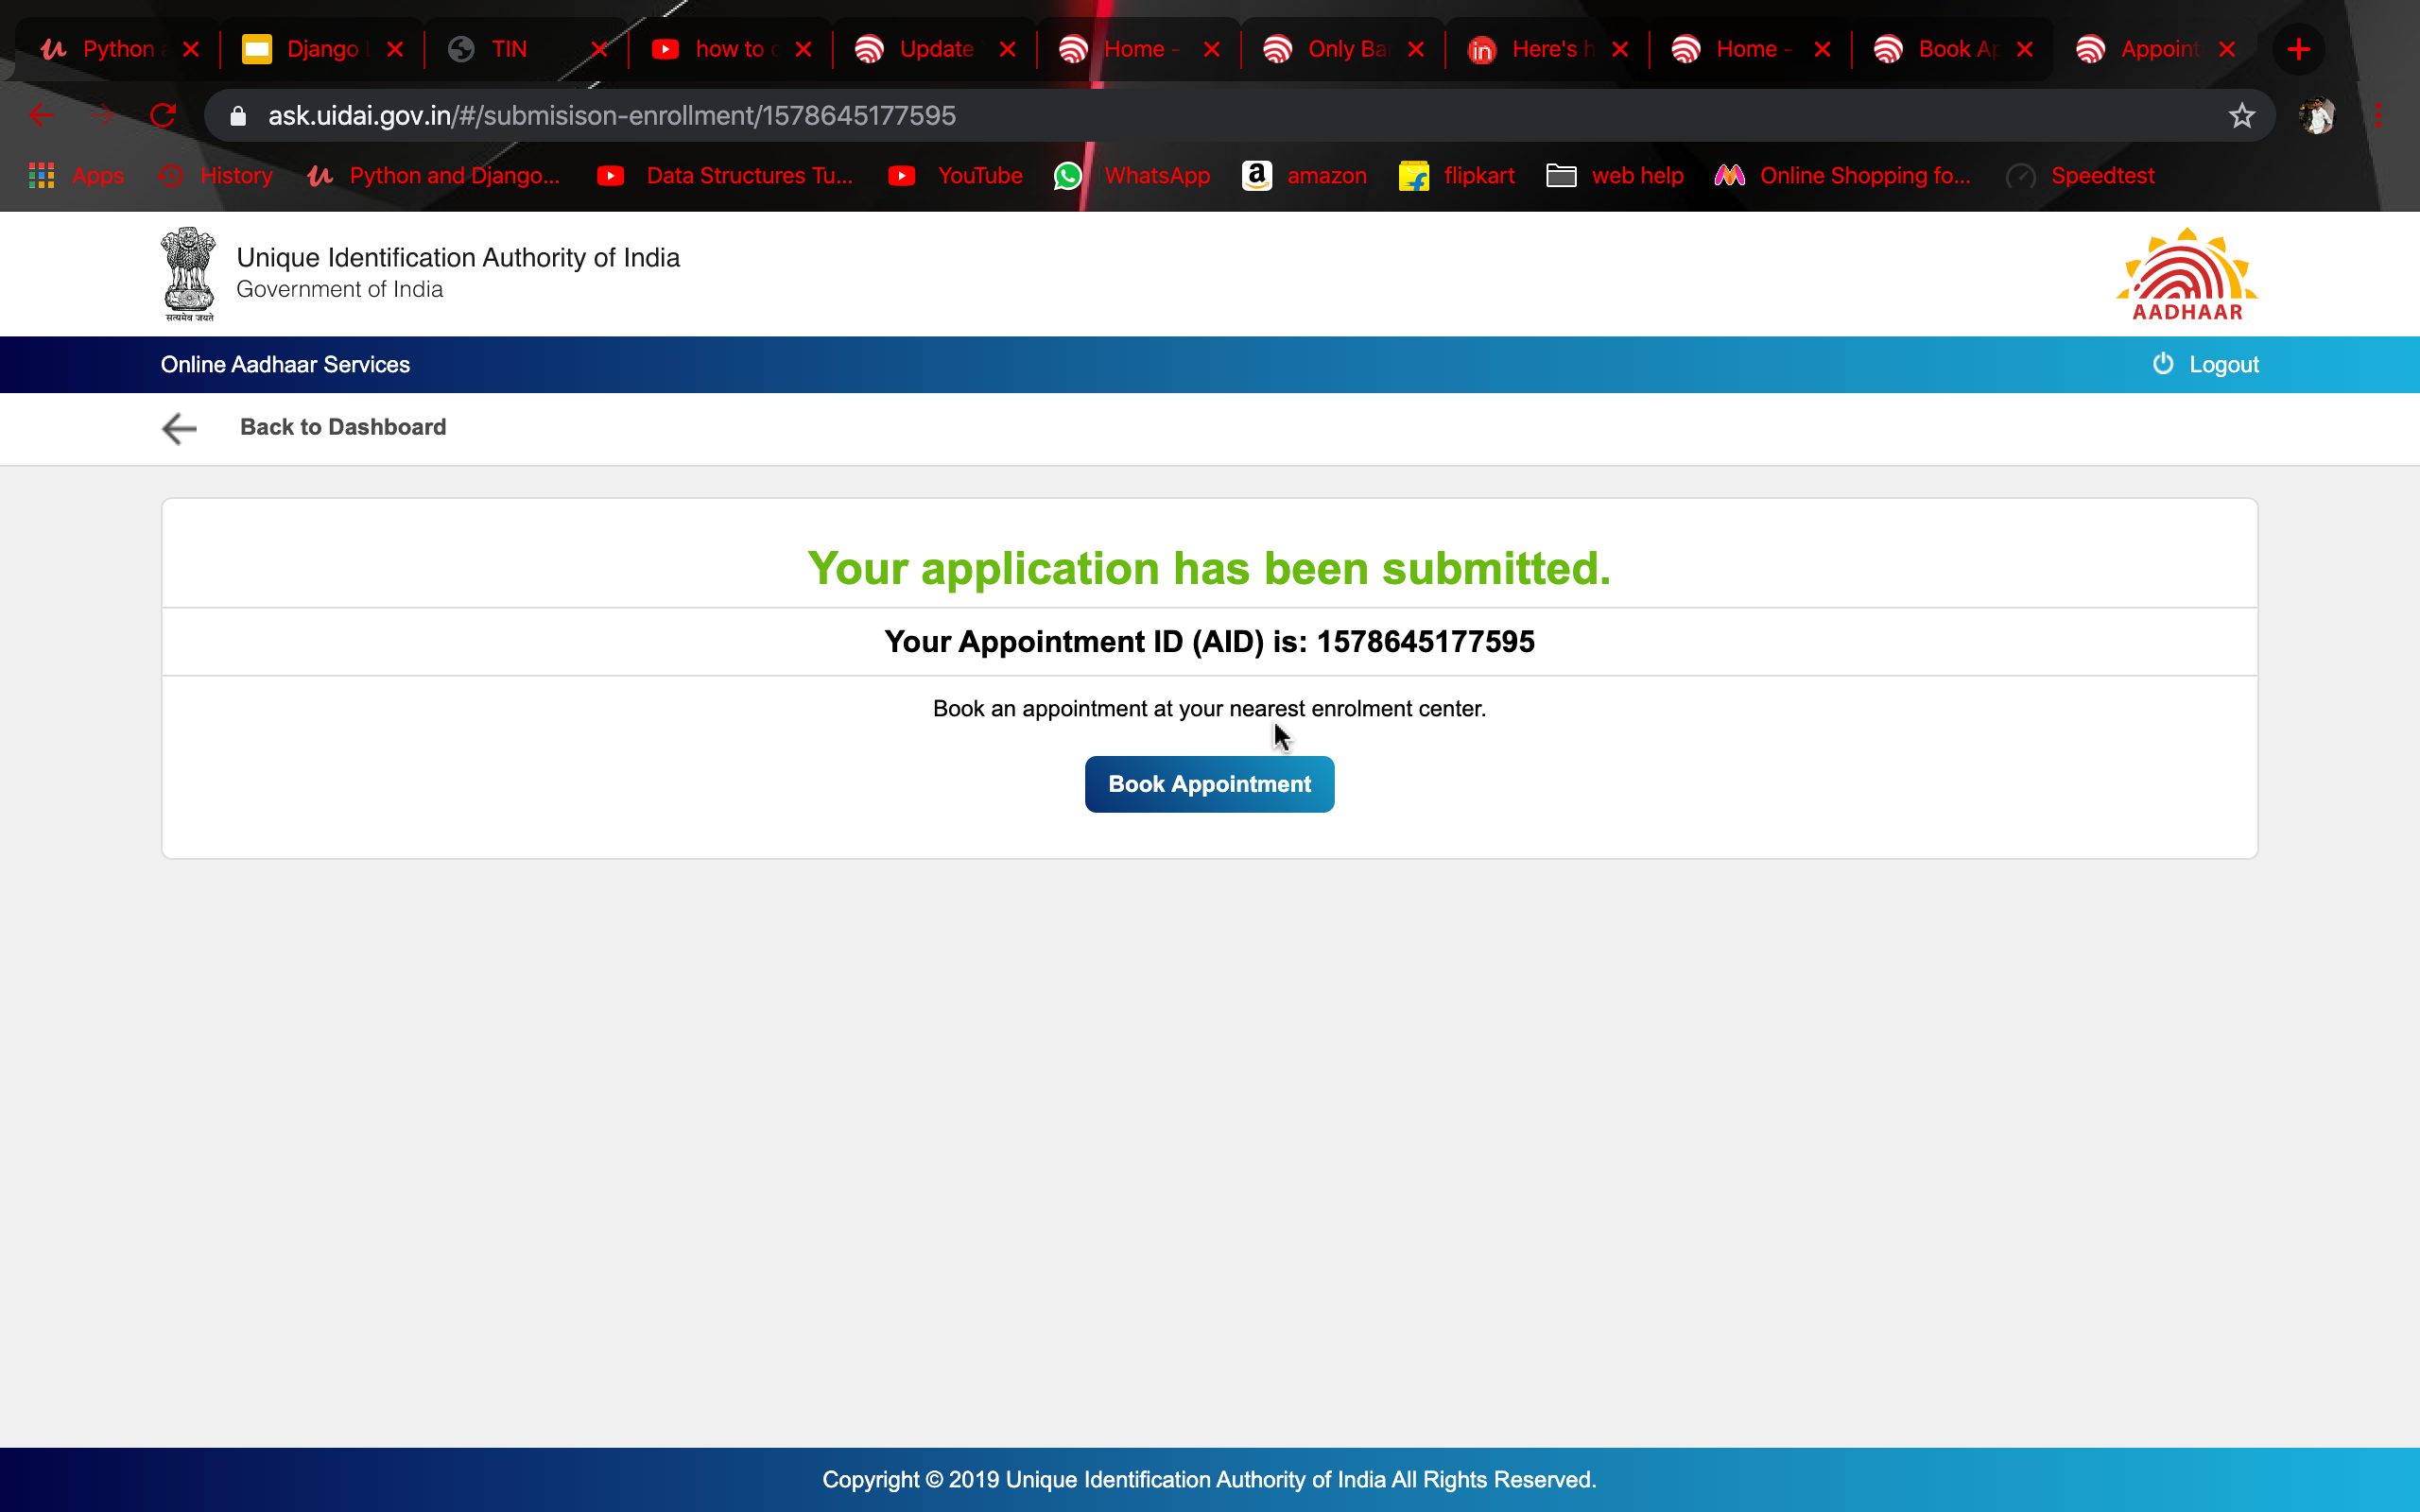 Python a
Django
TIN
how to c
Update
Home -
Only Ba
Here's h
Home -
Book Ap
Appoint
ask.uidai.gov.in/#/submisison-enrollment/1578645177595
Apps
History
Python and Django...
Data Structures Tu...
YouTube
WhatsApp
amazon
flipkart
web help
Online Shopping fo...
Speedtest
Unique Identification Authority of India
Government of India
सत्यमेव जयते
AADHAAR
Online Aadhaar Services
Logout
Back to Dashboard
Your application has been submitted.
Your Appointment ID (AID) is: 1578645177595
Book an appointment at your nearest enrolment center.
Book Appointment
Copyright © 2019 Unique Identification Authority of India All Rights Reserved.